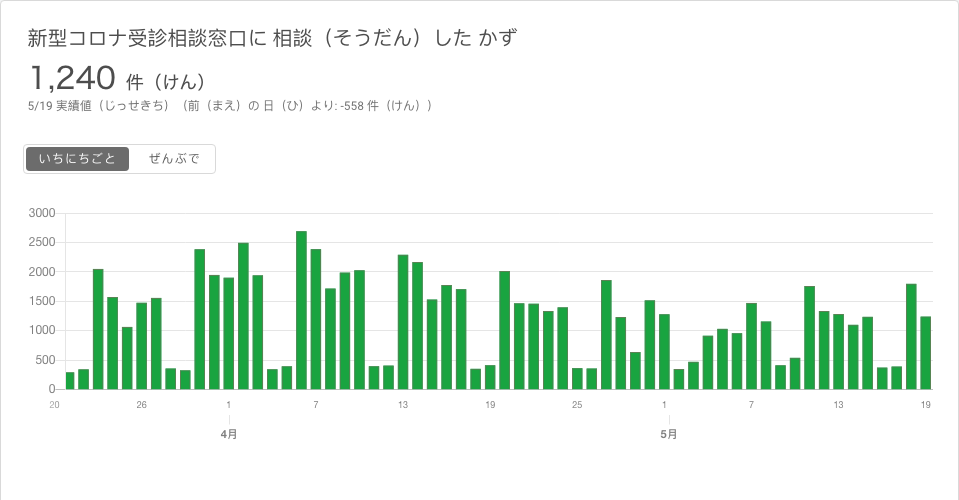 新型コロナ受診相談窓口に 相談（そうだん）した かず
1,240 件（けん）
5/19 実績値（じっせきち）（前（まえ）の 日（ひ）より: -558 件（けん））
いちにちごと ぜんぶで
3000
2500
2000
1500
1000
500
0
20 26 1 7 13 19 25 1 7 13 19
4月 5月